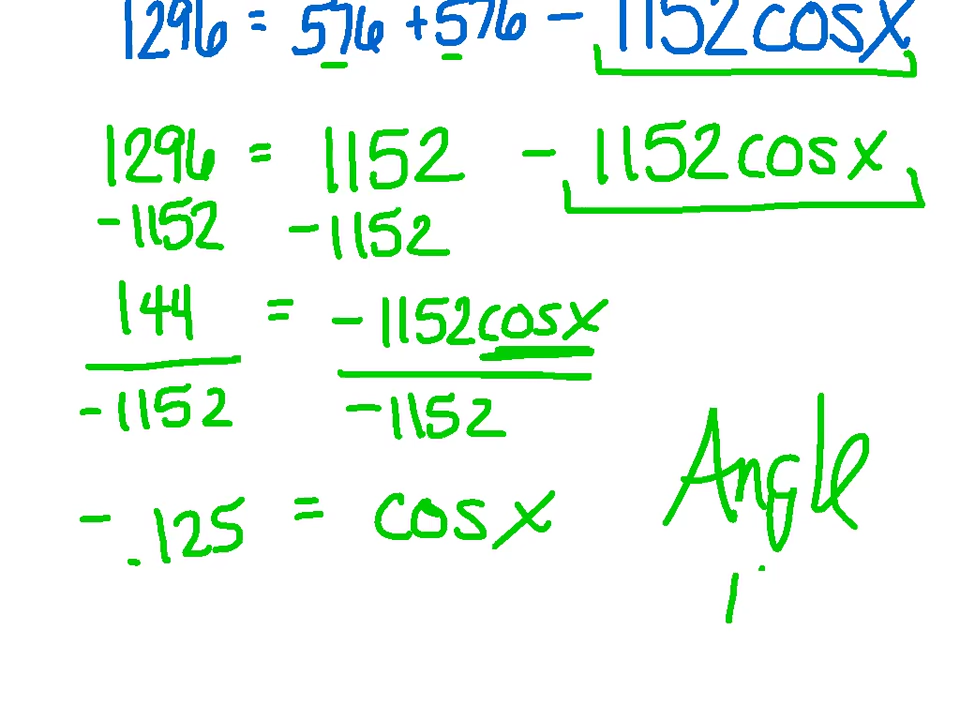 1296 = 576 + 576 - 1152cosx
1296 = 1152 - 1152cosx
-1152 -1152
144 = -1152cosx
-1152 -1152
-.125 = cosx
Angle